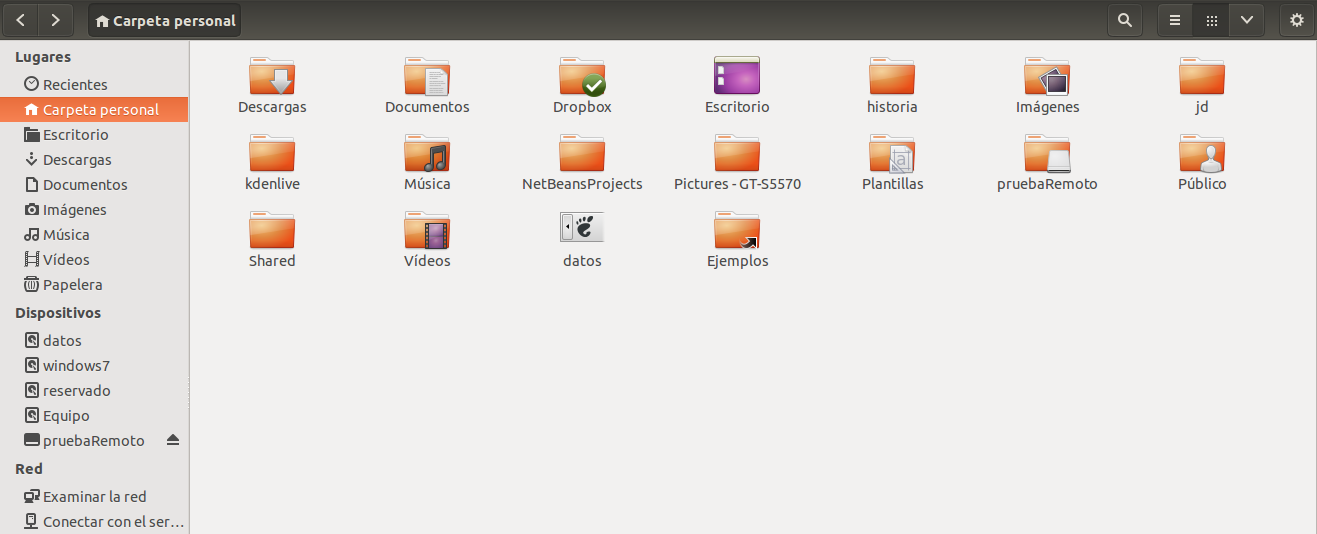 Carpeta personal
Lugares
Recientes
Carpeta personal
Escritorio
Descargas
Documentos
Imágenes
Música
Vídeos
Papelera
Dispositivos
datos
windows7
reservado
Equipo
pruebaRemoto
Red
Examinar la red
Conectar con el ser...
Descargas
Documentos
Dropbox
Escritorio
historia
Imágenes
jd
kdenlive
Música
NetBeansProjects
Pictures - GT-S5570
Plantillas
pruebaRemoto
Público
Shared
Vídeos
datos
Ejemplos